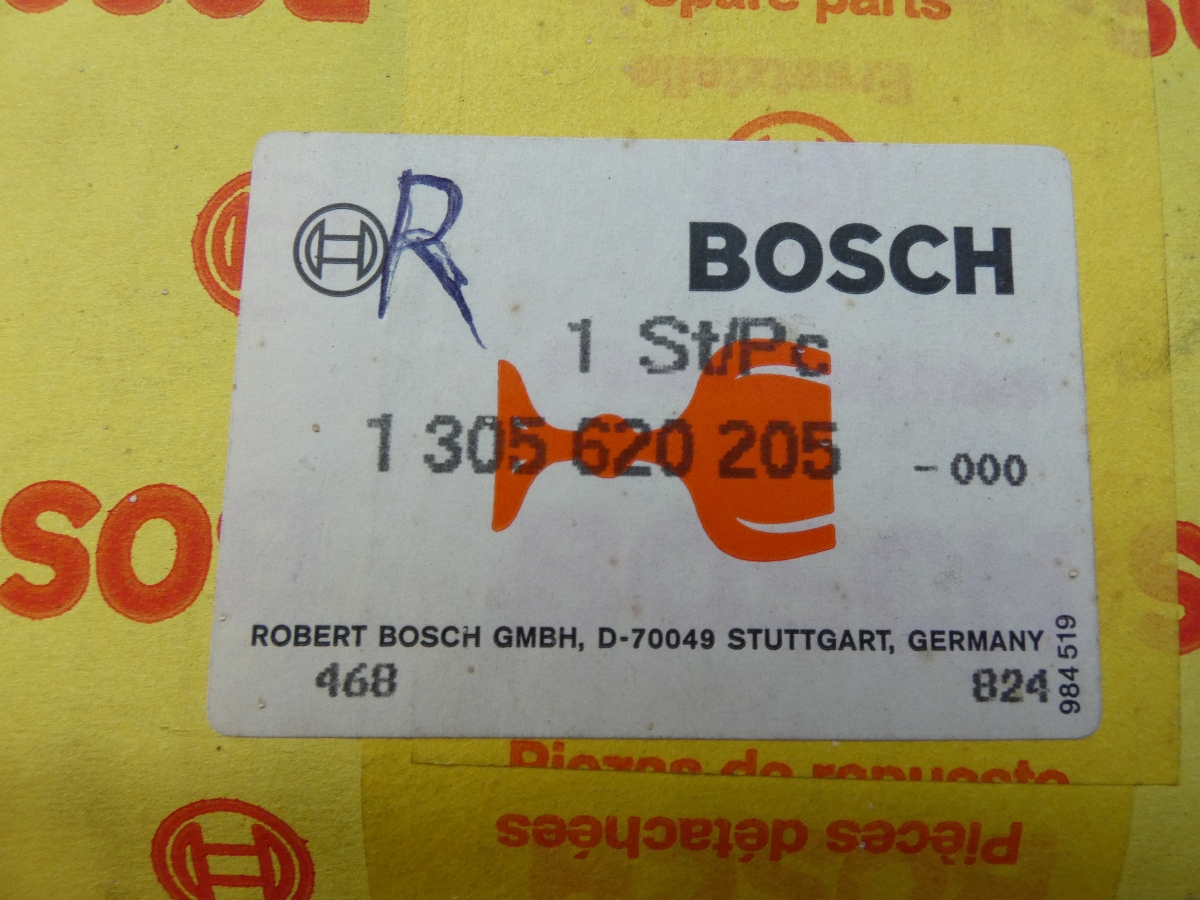 Spare parts
Ersatzteile
R
BOSCH
1 St/Pc
1 305 620 205 -000
ROBERT BOSCH GMBH, D-70049 STUTTGART, GERMANY
468
824
984 519
Piezas de repuesto
Pièces détachées